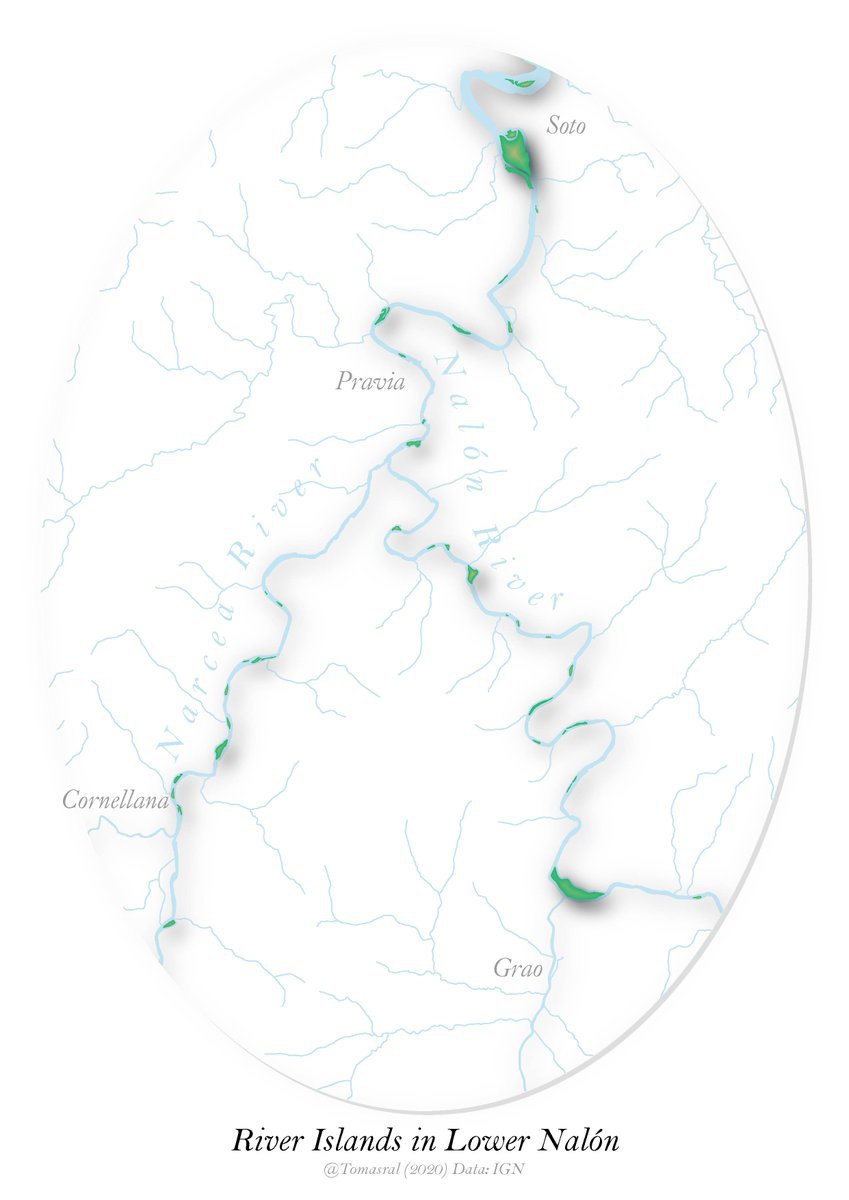 Soto
Pravia
Nalón River
Narcea River
Cornellana
Grao
River Islands in Lower Nalón
@Tomasral (2020) Data: IGN